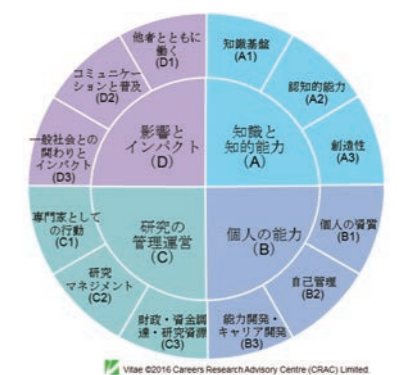 他者とともに
働く
(D1)
知識基盤
(A1)
コミュニケー
ションと普及
(D2)
認知的能力
(A2)
一般社会との
関わりと
インパクト
(D3)
影響と
インパクト
(D)
知識と
知的能力
(A)
創造性
(A3)
専門家として
の行動
(C1)
研究の
管理運営
(C)
個人の能力
(B)
個人の資質
(B1)
研究
マネジメント
(C2)
自己管理
(B2)
財政・資金調
達・研究資源
(C3)
能力開発・
キャリア開発
(B3)
Vitae ©2016 Careers Research Advisory Centre (CRAC) Limited.